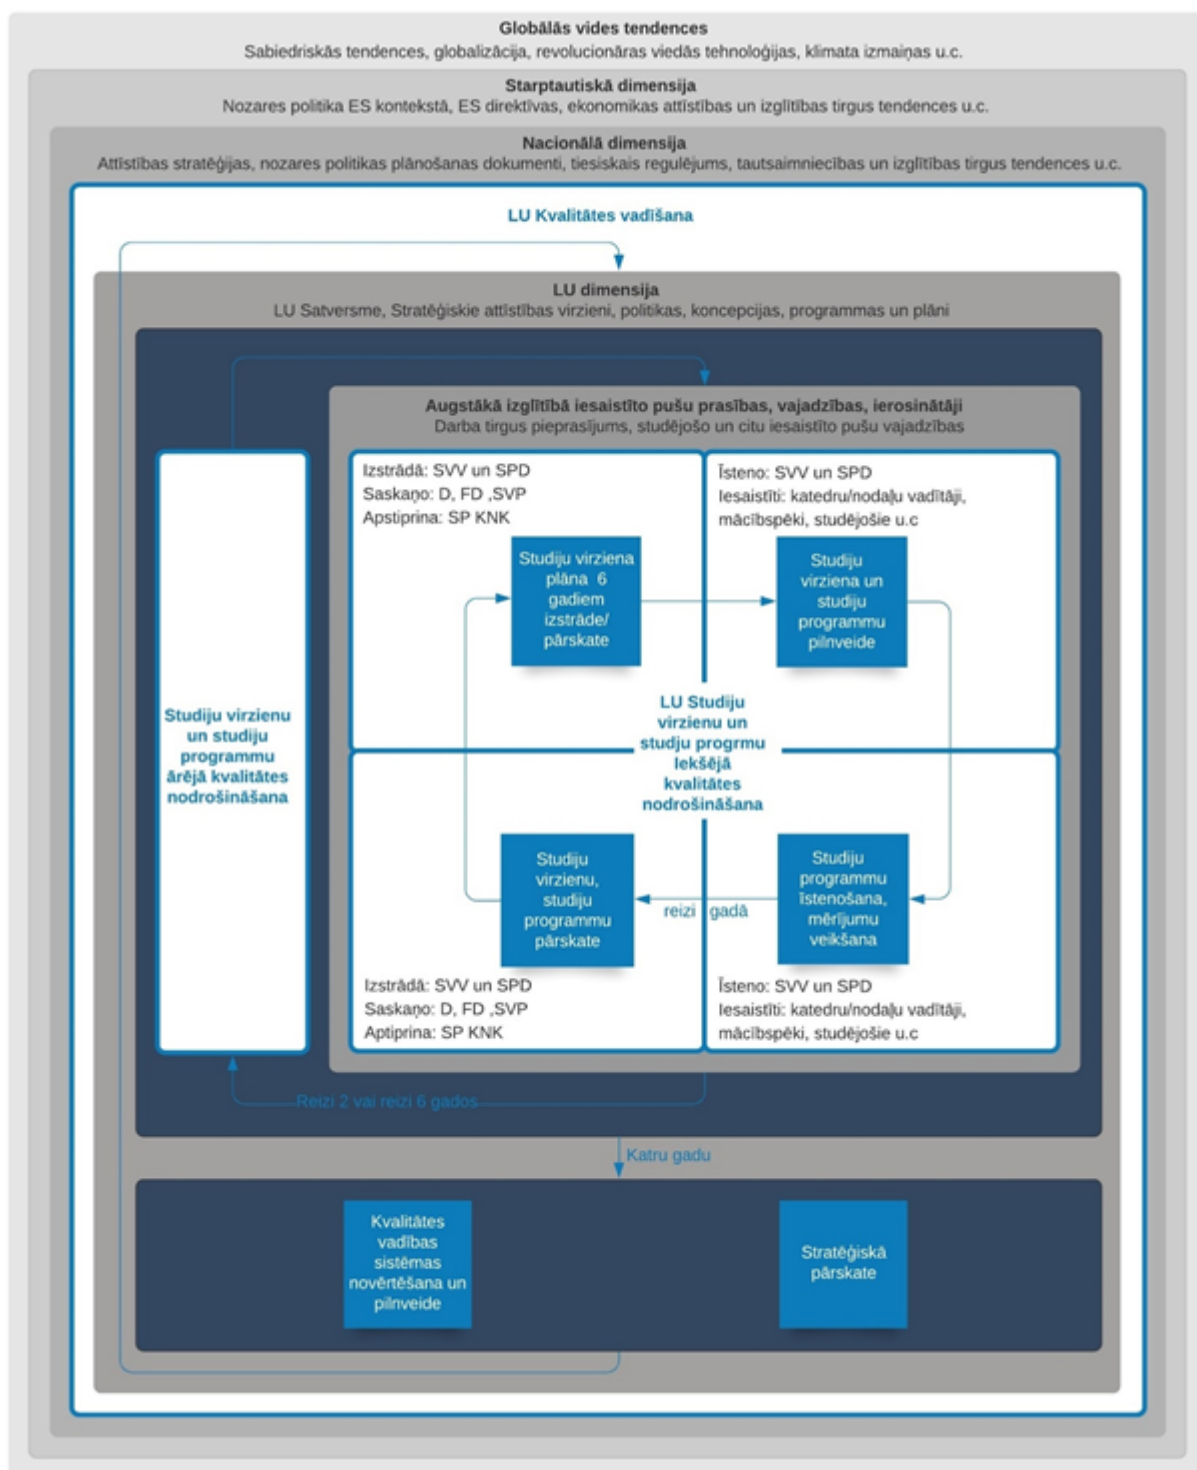 Globālās vides tendences
Sabiedriskās tendences, globalizācija, revolucionāras viedās tehnoloģijas, klimata izmaiņas u.c.
Starptautiskā dimensija
Nozares politika ES kontekstā, ES direktīvas, ekonomikas attīstības un izglītības tirgus tendences u.c.
Nacionālā dimensija
Attīstības stratēģijas, nozares politikas plānošanas dokumenti, tiesiskais regulējums, tautsaimniecības un izglītības tirgus tendences u.c.
LU Kvalitātes vadīšana
LU dimensija
LU Satversme, Stratēģiskie attīstības virzieni, politikas, koncepcijas, programmas un plāni
Augstākā izglītībā iesaistīto pušu prasības, vajadzības, ierosinātāji
Darba tirgus pieprasījums, studējošo un citu iesaistīto pušu vajadzības
Izstrādā: SVV un SPD
Saskaņo: D, FD ,SVP
Apstiprina: SP KNK
Īsteno: SVV un SPD
Iesaistīti: katedru/nodaļu vadītāji,
mācībspēki, studējošie u.c
Studiju virziena
plāna 6
gadiem
izstrāde/
pārskate
Studiju
virziena un
studiju
programmu
pilnveide
Studiju virzienu
un studiju
programmu
ārējā kvalitātes
nodrošināšana
LU Studiju
virzienu un
studju progrmu
Iekšējā
kvalitātes
nodrošināšana
Studiju
virzienu,
studiju
programmu
pārskate
reizi gadā
Studiju
programmu
īstenošana,
mērījumu
veikšana
Izstrādā: SVV un SPD
Saskaņo: D, FD ,SVP
Aptiprina: SP KNK
Īsteno: SVV un SPD
Iesaistīti: katedru/nodaļu vadītāji,
mācībspēki, studējošie u.c
Reizi 2 vai reizi 6 gados
Katru gadu
Kvalitātes
vadības
sistēmas
novērtēšana un
pilnveide
Stratēģiskā
pārskate